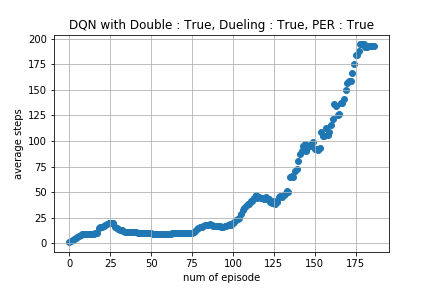 DQN with Double : True, Dueling : True, PER : True
200
175
150
125
100
75
50
25
0
average steps
0 25 50 75 100 125 150 175
num of episode